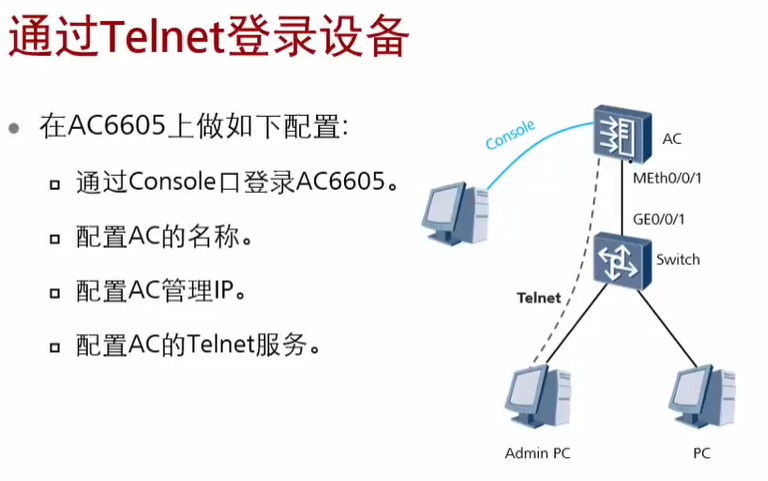 通过Telnet登录设备
在AC6605上做如下配置:
通过Console口登录AC6605。
配置AC的名称。
配置AC管理IP。
配置AC的Telnet服务。
Console
AC
MEth0/0/1
GE0/0/1
Switch
Telnet
Admin PC
PC